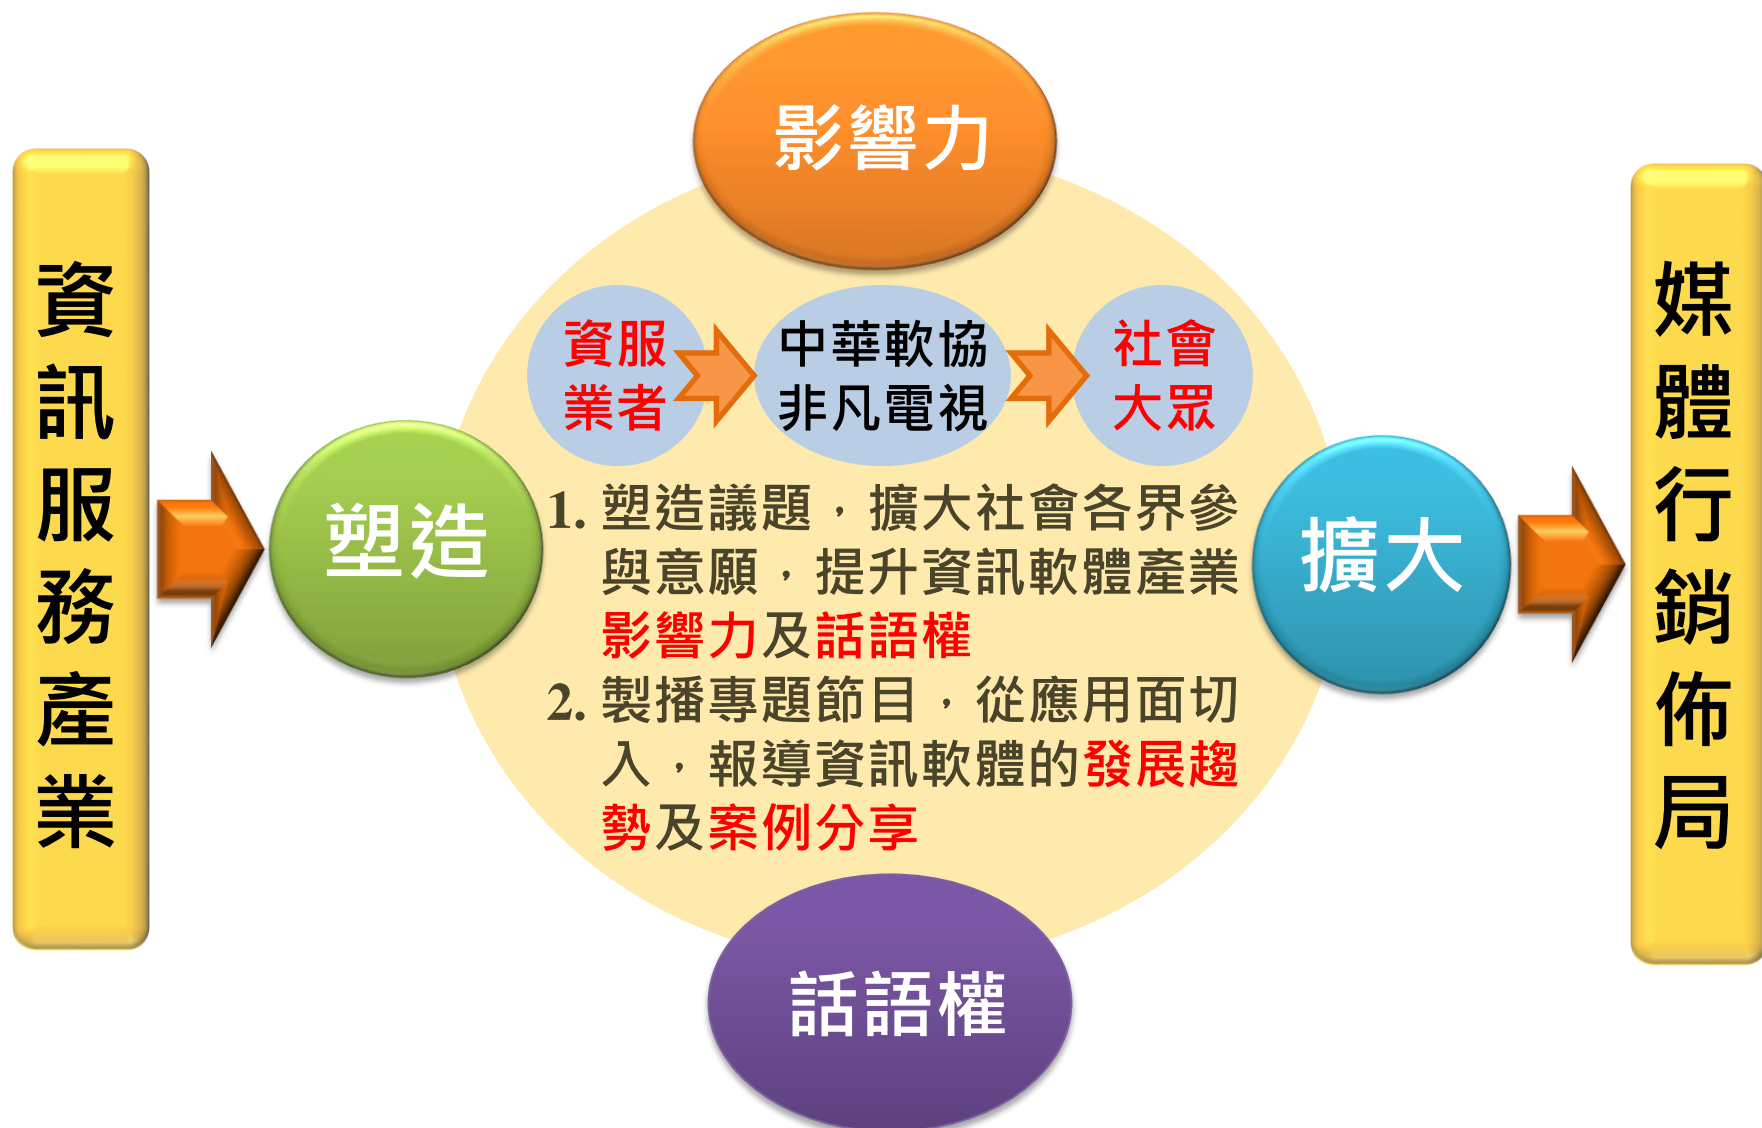 影響力
資訊服務產業
資服
業者
中華軟協
非凡電視
社會
大眾
塑造
1. 塑造議題，擴大社會各界參
與意願，提升資訊軟體產業
影響力及話語權
2. 製播專題節目，從應用面切
入，報導資訊軟體的發展趨
勢及案例分享
擴大
媒體行銷佈局
話語權